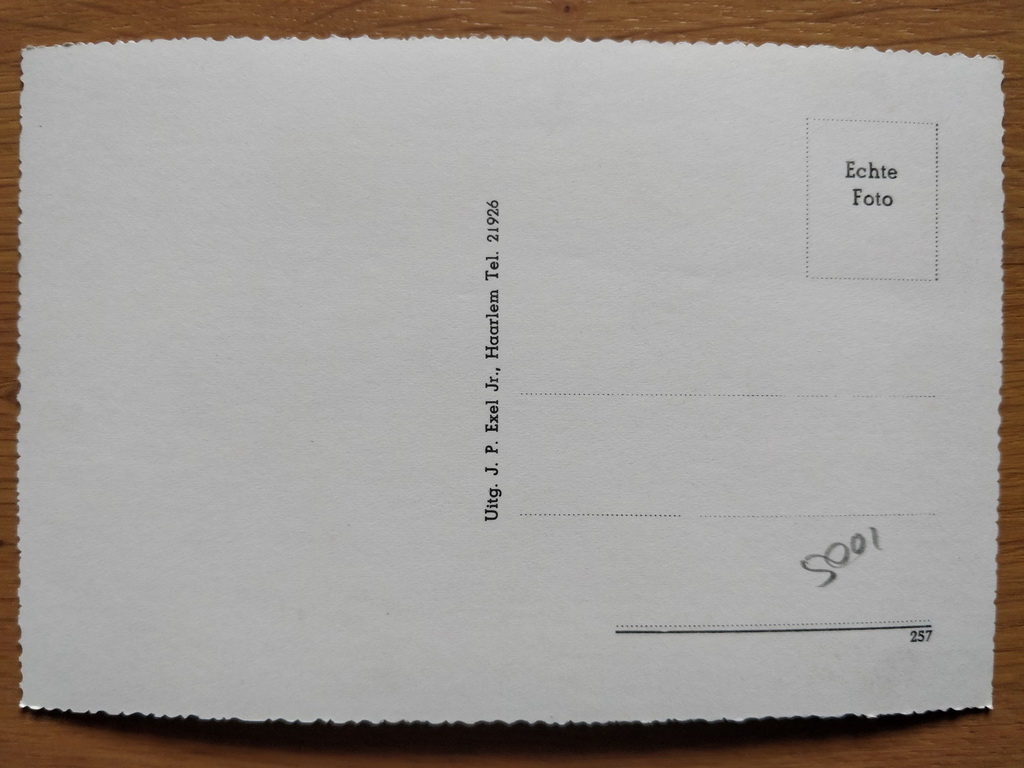 Echte
Foto
Uitg. J. P. Exel Jr., Haarlem Tel. 21926
5001
257